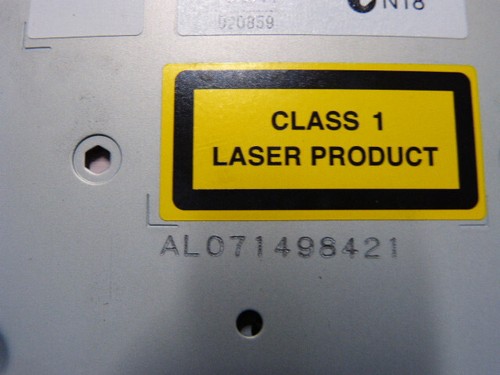 N18
020859
CLASS 1
LASER PRODUCT
AL071498421